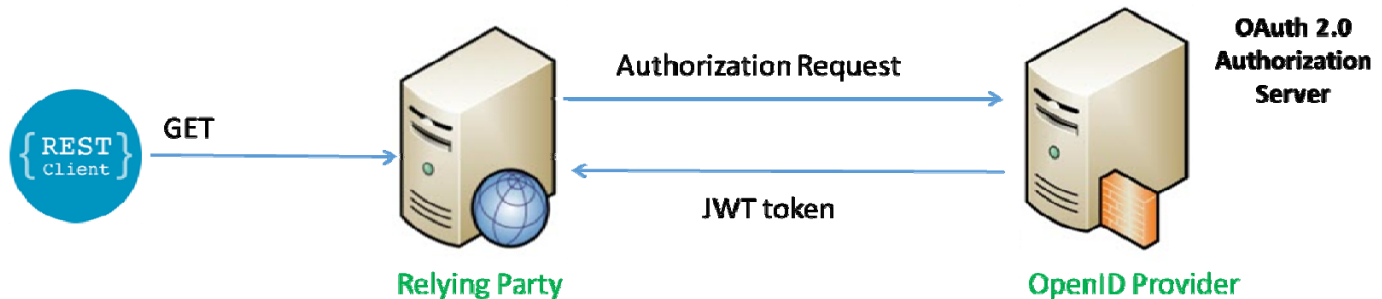 OAuth 2.0
Authorization
Server
Authorization Request
GET
{REST
Client}
JWT token
Relying Party
OpenID Provider